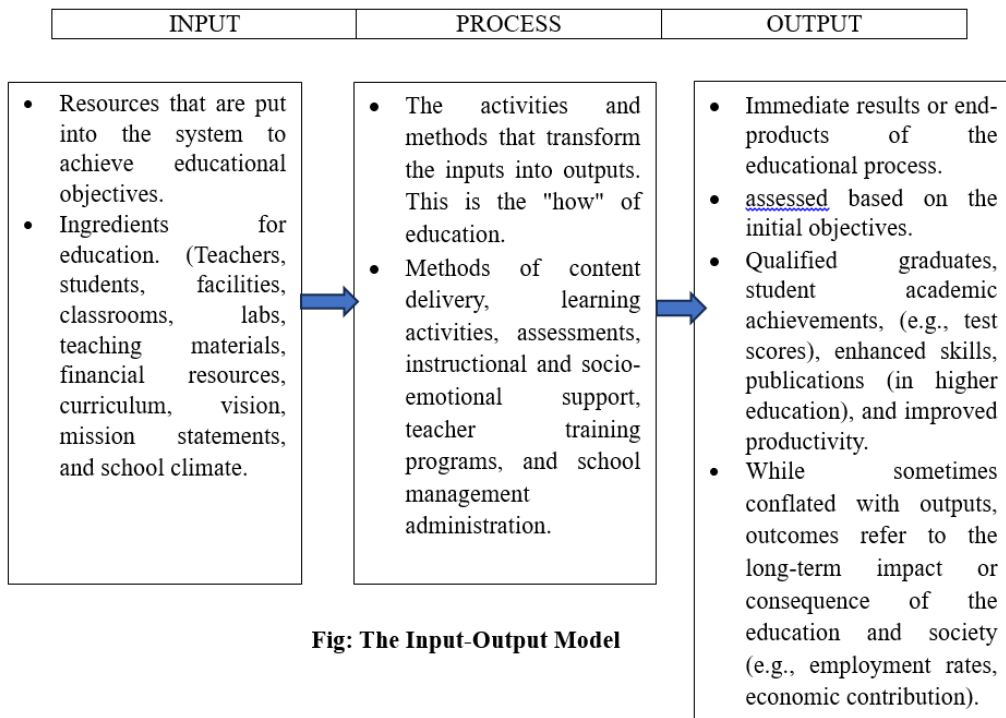 INPUT
PROCESS
OUTPUT
• Resources that are put
into the system to
achieve educational
objectives.
• Ingredients for
education. (Teachers,
students, facilities,
classrooms, labs,
teaching materials,
financial resources,
curriculum, vision,
mission statements,
and school climate.
• The activities and
methods that transform
the inputs into outputs.
This is the "how" of
education.
• Methods of content
delivery, learning
activities, assessments,
instructional and socio-
emotional support,
teacher training
programs, and school
management
administration.
• Immediate results or end-
products of the
educational process.
• assessed based on the
initial objectives.
• Qualified graduates,
student academic
achievements, (e.g., test
scores), enhanced skills,
publications (in higher
education), and improved
productivity.
• While sometimes
conflated with outputs,
outcomes refer to the
long-term impact or
consequence of the
education and society
(e.g., employment rates,
economic contribution).
Fig: The Input-Output Model